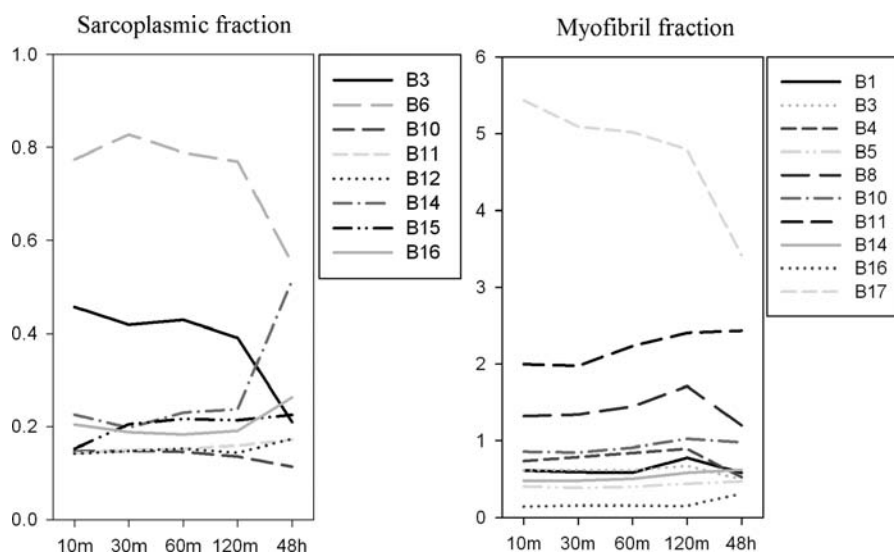 Sarcoplasmic fraction
1.0
0.8
0.6
0.4
0.2
0.0
10m 30m 60m 120m 48h
B3
B6
B10
B11
B12
B14
B15
B16
Myofibril fraction
6
5
4
3
2
1
0
10m 30m 60m 120m 48h
B1
B3
B4
B5
B8
B10
B11
B14
B16
B17